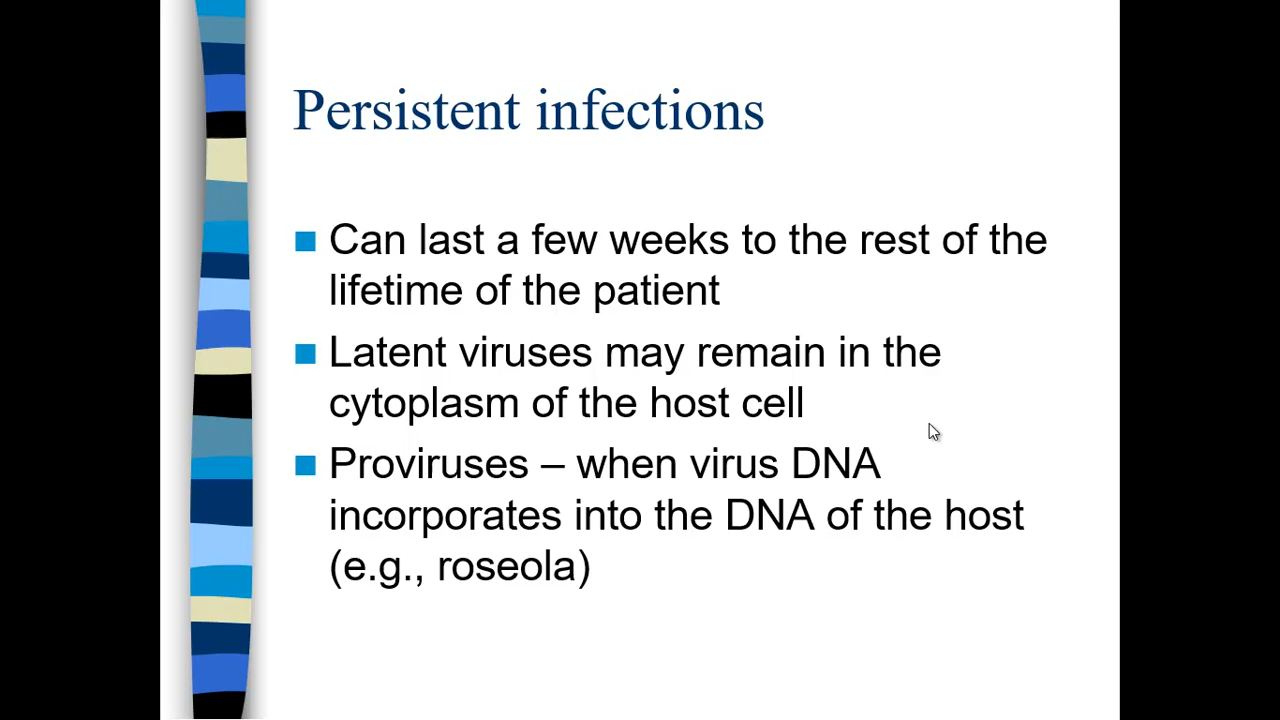 Persistent infections
Can last a few weeks to the rest of the
lifetime of the patient
Latent viruses may remain in the
cytoplasm of the host cell
Proviruses – when virus DNA
incorporates into the DNA of the host
(e.g., roseola)